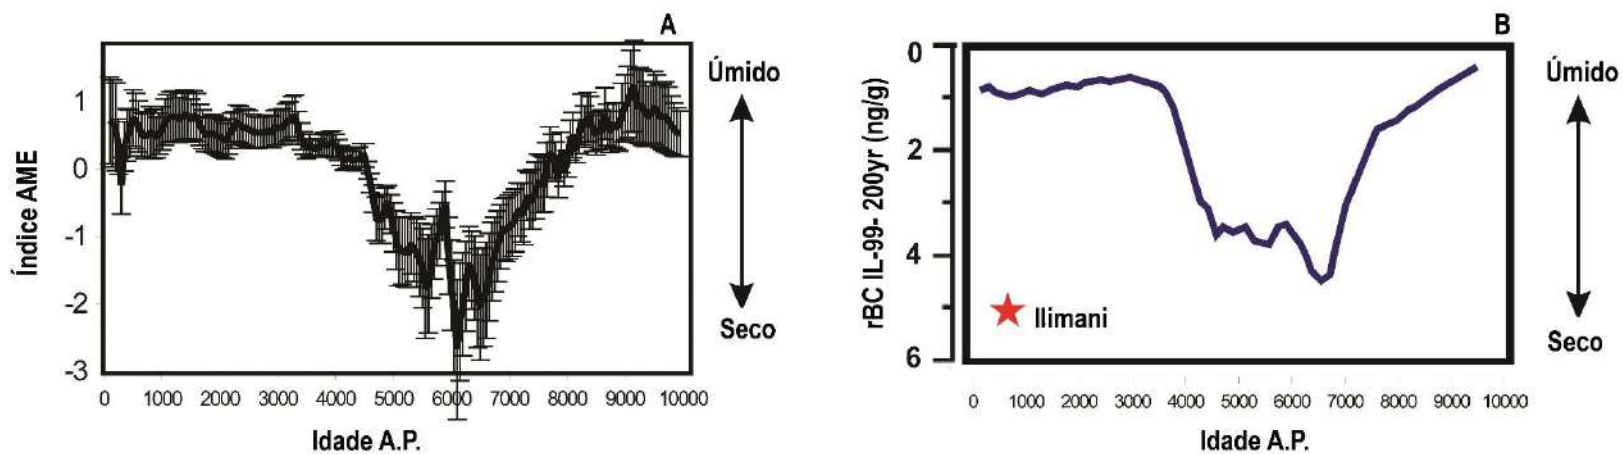 A
Úmido
1
0
-1
-2
-3
Índice AME
Seco
0 1000 2000 3000 4000 5000 6000 7000 8000 9000 10000
Idade A.P.
B
Úmido
0
2
4
6
rBC IL-99- 200yr (ng/g)
Ilimani
Seco
0 1000 2000 3000 4000 5000 6000 7000 8000 9000 10000
Idade A.P.